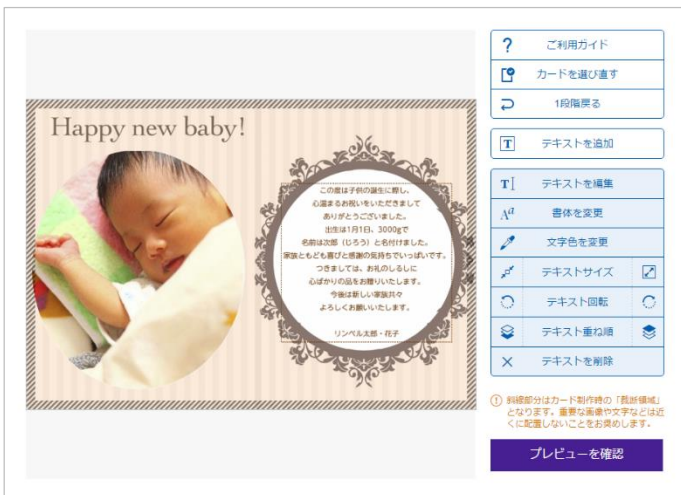 Happy new baby!
この度は子供の誕生に際し、
心温まるお祝いをいただきまして
ありがとうございました。
出生は1月1日、3000gで
名前は次郎（じろう）と名付けました。
家族ともども喜びと感謝の気持ちでいっぱいです。
つきましては、お礼のしるしに
心ばかりの品をお贈りいたします。
今後は新しい家族共々
よろしくお願いいたします。
リンベル太郎・花子
? ご利用ガイド
カードを選び直す
1段階戻る
T テキストを追加
T テキストを編集
Aa 書体を変更
文字色を変更
テキストサイズ
テキスト回転
テキスト重ね順
テキストを削除
斜線部分はカード制作時の「裁断領域」
となります。重要な画像や文字などは近
くに配置しないことをお奨めします。
プレビューを確認